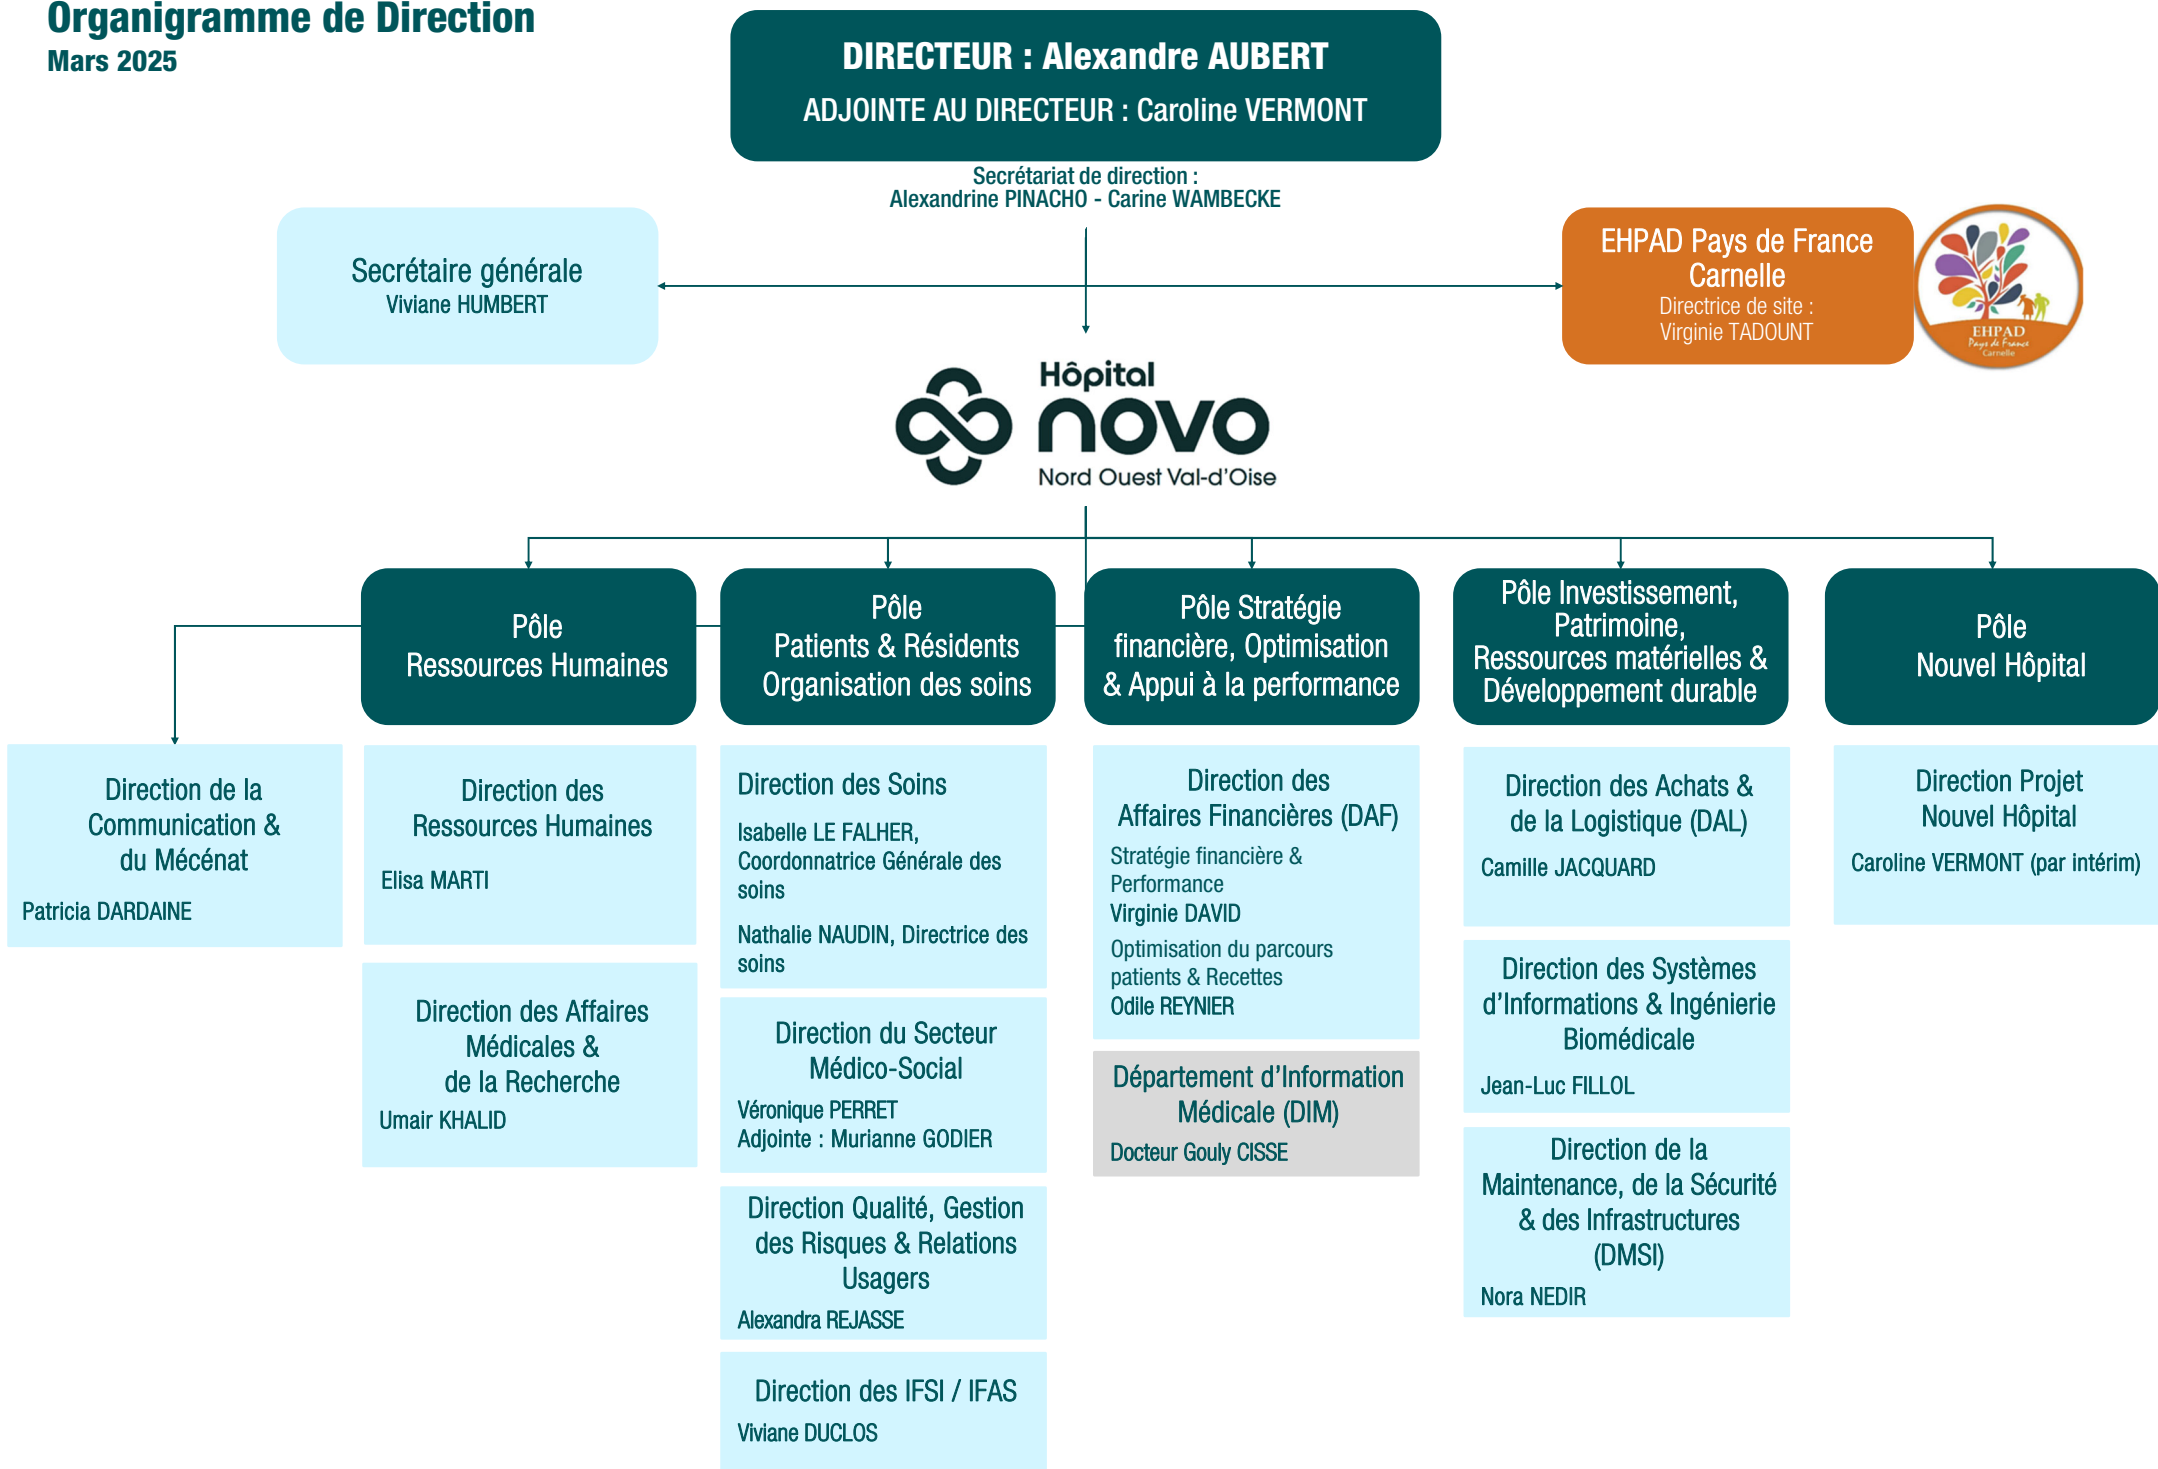 Organigramme de Direction
Mars 2025
DIRECTEUR : Alexandre AUBERT
ADJOINTE AU DIRECTEUR : Caroline VERMONT
Secrétariat de direction :
Alexandrine PINACHO - Carine WAMBECKE
Secrétaire générale
Viviane HUMBERT
EHPAD Pays de France
Carnelle
Directrice de site :
Virginie TADOUNT
EHPAD
Pays de France
Carnelle
Hôpital
novo
Nord Ouest Val-d'Oise
Pôle
Ressources Humaines
Pôle
Patients & Résidents
Organisation des soins
Pôle Stratégie
financière, Optimisation
& Appui à la performance
Pôle Investissement,
Patrimoine,
Ressources matérielles &
Développement durable
Pôle
Nouvel Hôpital
Direction de la
Communication &
du Mécénat
Patricia DARDAINE
Direction des
Ressources Humaines
Elisa MARTI
Direction des Affaires
Médicales &
de la Recherche
Umair KHALID
Direction des Soins
Isabelle LE FALHER,
Coordonnatrice Générale des
soins
Nathalie NAUDIN, Directrice des
soins
Direction du Secteur
Médico-Social
Véronique PERRET
Adjointe : Murianne GODIER
Direction Qualité, Gestion
des Risques & Relations
Usagers
Alexandra REJASSE
Direction des IFSI / IFAS
Viviane DUCLOS
Direction des
Affaires Financières (DAF)
Stratégie financière &
Performance
Virginie DAVID
Optimisation du parcours
patients & Recettes
Odile REYNIER
Département d'Information
Médicale (DIM)
Docteur Gouly CISSE
Direction des Achats &
de la Logistique (DAL)
Camille JACQUARD
Direction des Systèmes
d'Informations & Ingénierie
Biomédicale
Jean-Luc FILLOL
Direction de la
Maintenance, de la Sécurité
& des Infrastructures
(DMSI)
Nora NEDIR
Direction Projet
Nouvel Hôpital
Caroline VERMONT (par intérim)